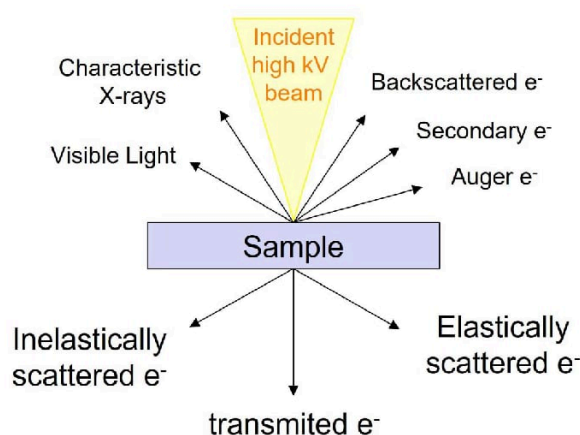 Incident
high kV
beam
Characteristic
X-rays
Visible Light
Backscattered e-
Secondary e-
Auger e-
Sample
Inelastically
scattered e-
Elastically
scattered e-
transmited e-